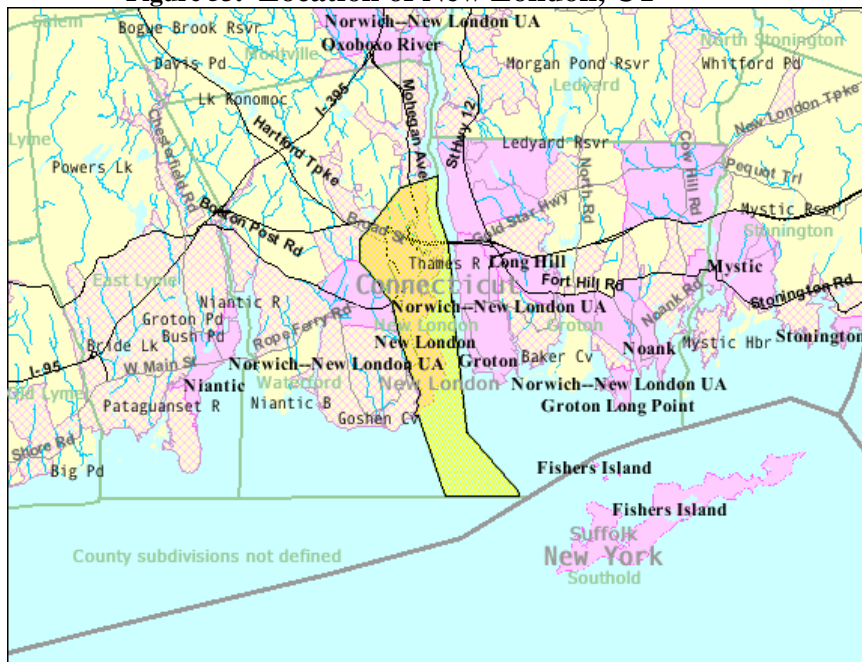 Norwich--New London UA
Salem
Bogue Brook Rsvr
Oxoboxo River
North Stonington
Montville
Davis Pd
Morgan Pond Rsvr
Whitford Pd
Ledyard
I-395
Mohegan Ave
St Hwy 12
Lk Konomoc
New London Tpke
Chesterfield Rd
Hartford Tpke
Lyme
Ledyard Rsvr
Cow Hill Rd
Powers Lk
North Rd
Pequot Trl
Boston Post Rd
Broad St
Gold Star Hwy
Mystic Rsvr
Stonington
Thames R
Long Hill
Mystic
East Lyme
Connecticut
Fort Hill Rd
Stonington Rd
Niantic R
Norwich--New London UA
Noank Rd
Groton Pd
Rope Ferry Rd
New London
Groton
Bush Pd
Bride Lk
New London
Noank
Mystic Hbr
Stonington
I-95
W Main St
Norwich--New London UA
Groton
Baker Cv
Niantic
Waterford
New London
Norwich--New London UA
Old Lyme
Pataguanset R
Niantic B
Goshen Cv
Groton Long Point
Shore Rd
Big Pd
Fishers Island
Fishers Island
Suffolk
County subdivisions not defined
New York
Southold